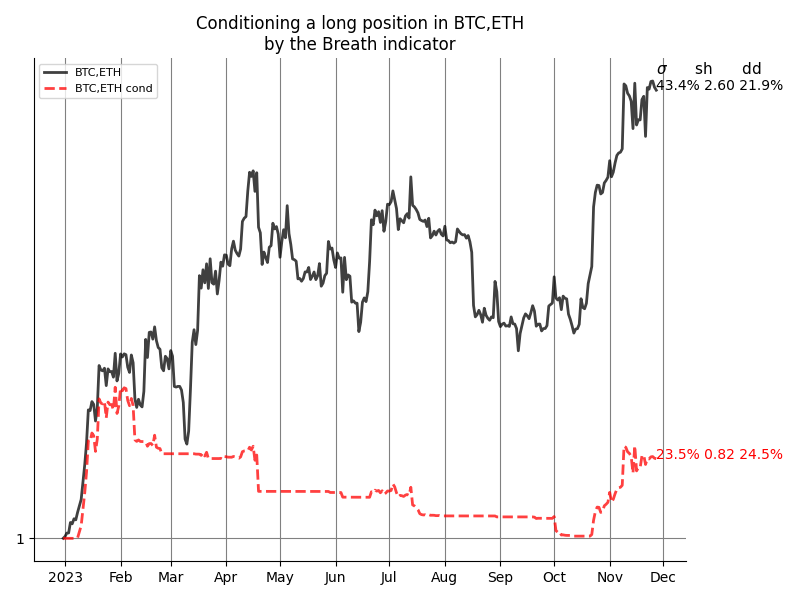 Conditioning a long position in BTC,ETH
by the Breath indicator
BTC,ETH
BTC,ETH cond
σ sh dd
43.4% 2.60 21.9%
23.5% 0.82 24.5%
1
2023 Feb Mar Apr May Jun Jul Aug Sep Oct Nov Dec